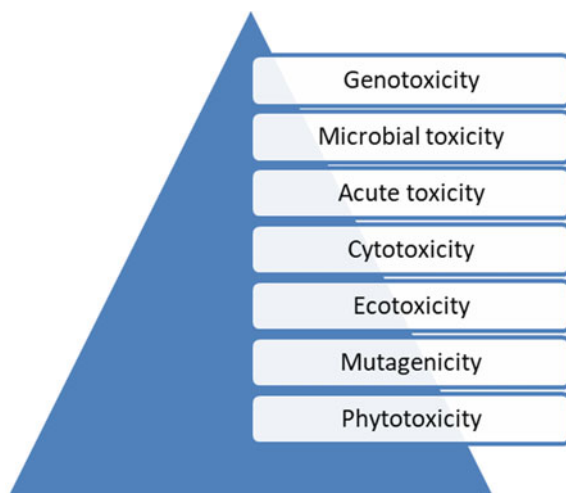 Genotoxicity
Microbial toxicity
Acute toxicity
Cytotoxicity
Ecotoxicity
Mutagenicity
Phytotoxicity